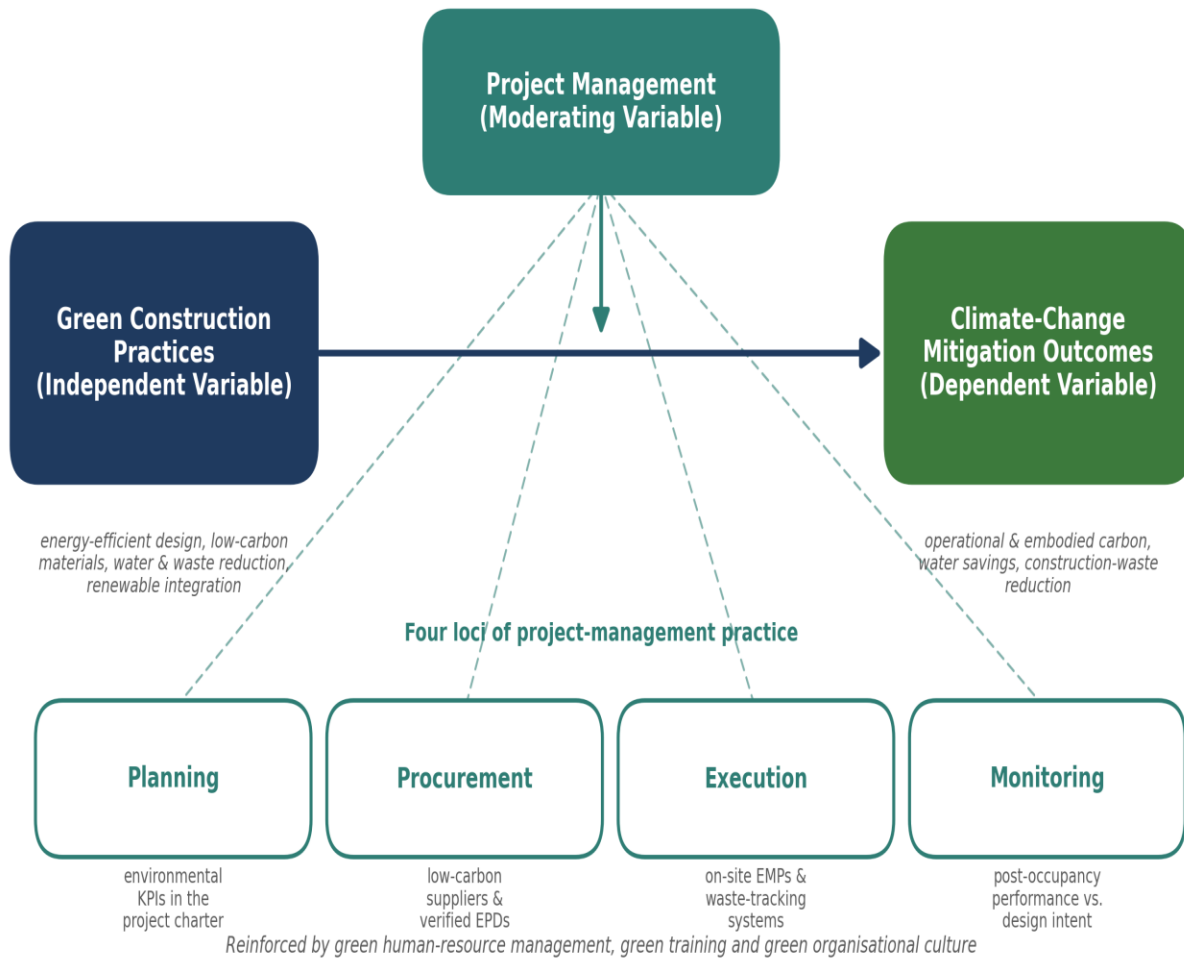 Project Management
(Moderating Variable)
Green Construction
Practices
(Independent Variable)
Climate-Change
Mitigation Outcomes
(Dependent Variable)
energy-efficient design, low-carbon
materials, water & waste reduction,
renewable integration
operational & embodied carbon,
water savings, construction-waste
reduction
Four loci of project-management practice
Planning
Procurement
Execution
Monitoring
environmental
KPIs in the
project charter
low-carbon
suppliers &
verified EPDs
on-site EMPs &
waste-tracking
systems
post-occupancy
performance vs.
design intent
Reinforced by green human-resource management, green training and green organisational culture